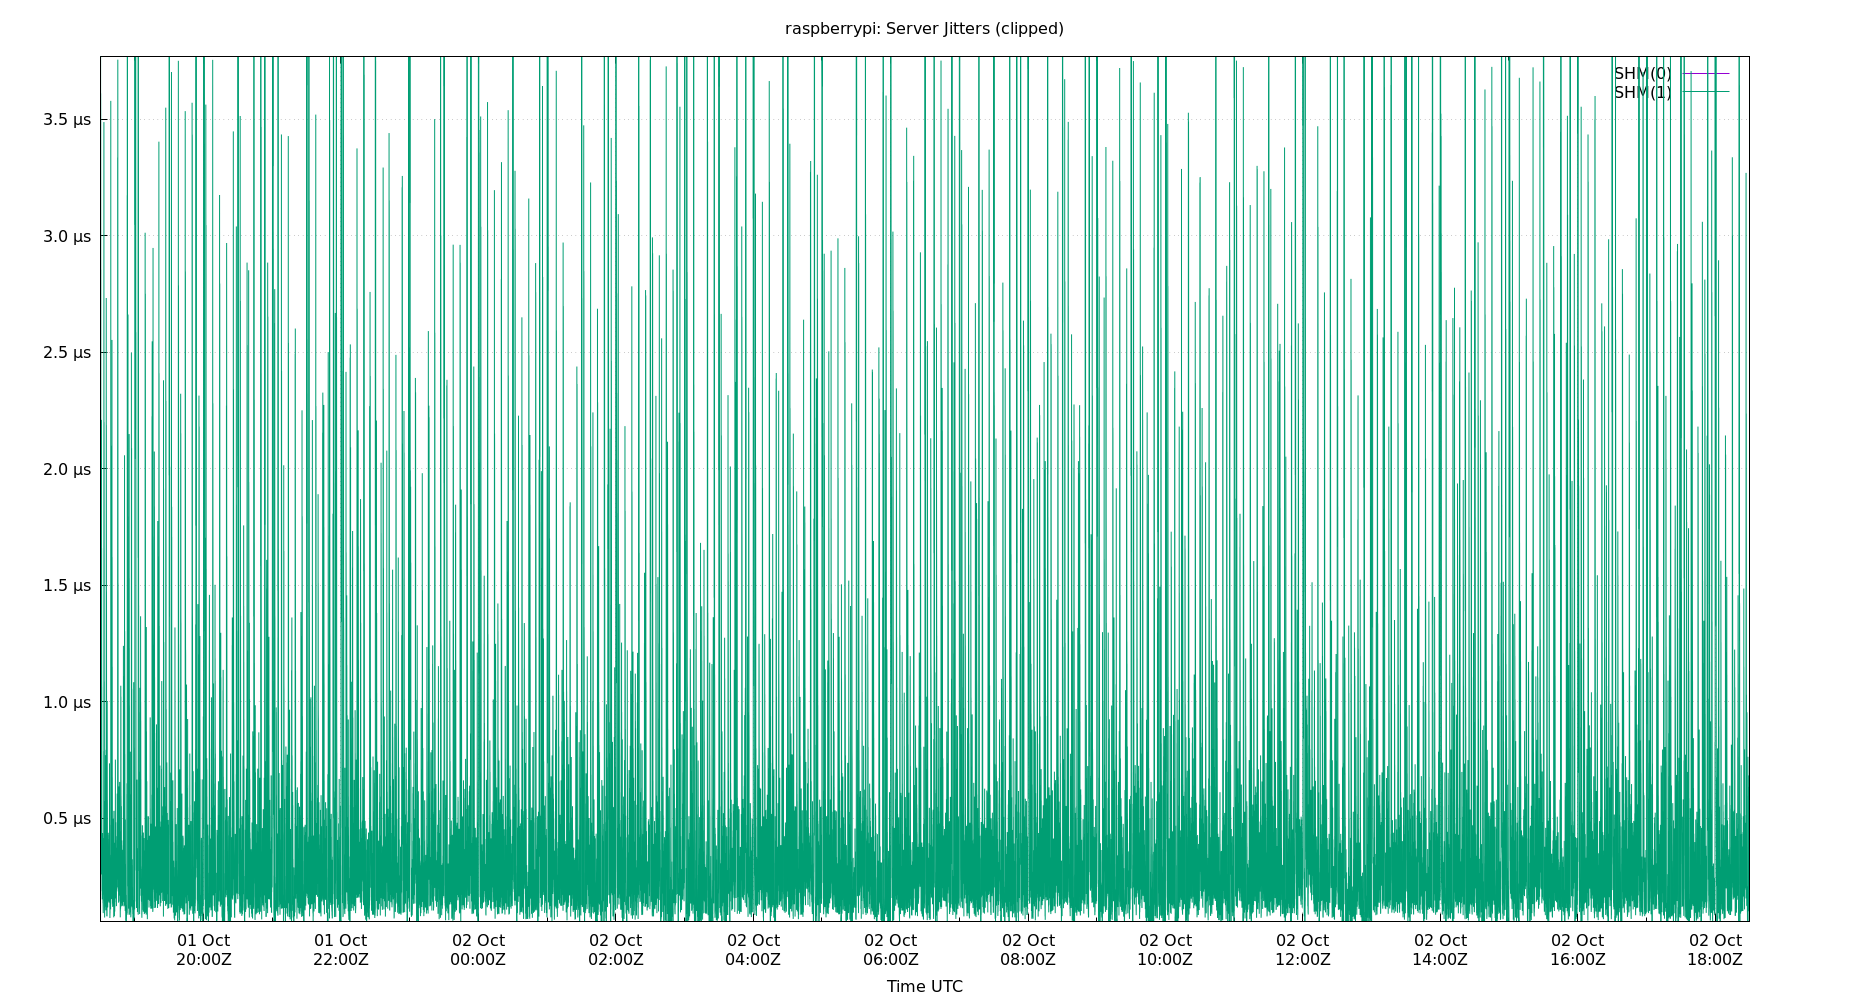 raspberrypi: Server Jitters (clipped)
SHM(0)
SHM(1)
3.5 µs
3.0 µs
2.5 µs
2.0 µs
1.5 µs
1.0 µs
0.5 µs
01 Oct 01 Oct 02 Oct 02 Oct 02 Oct 02 Oct 02 Oct 02 Oct 02 Oct 02 Oct 02 Oct 02 Oct
20:00Z 22:00Z 00:00Z 02:00Z 04:00Z 06:00Z 08:00Z 10:00Z 12:00Z 14:00Z 16:00Z 18:00Z
Time UTC